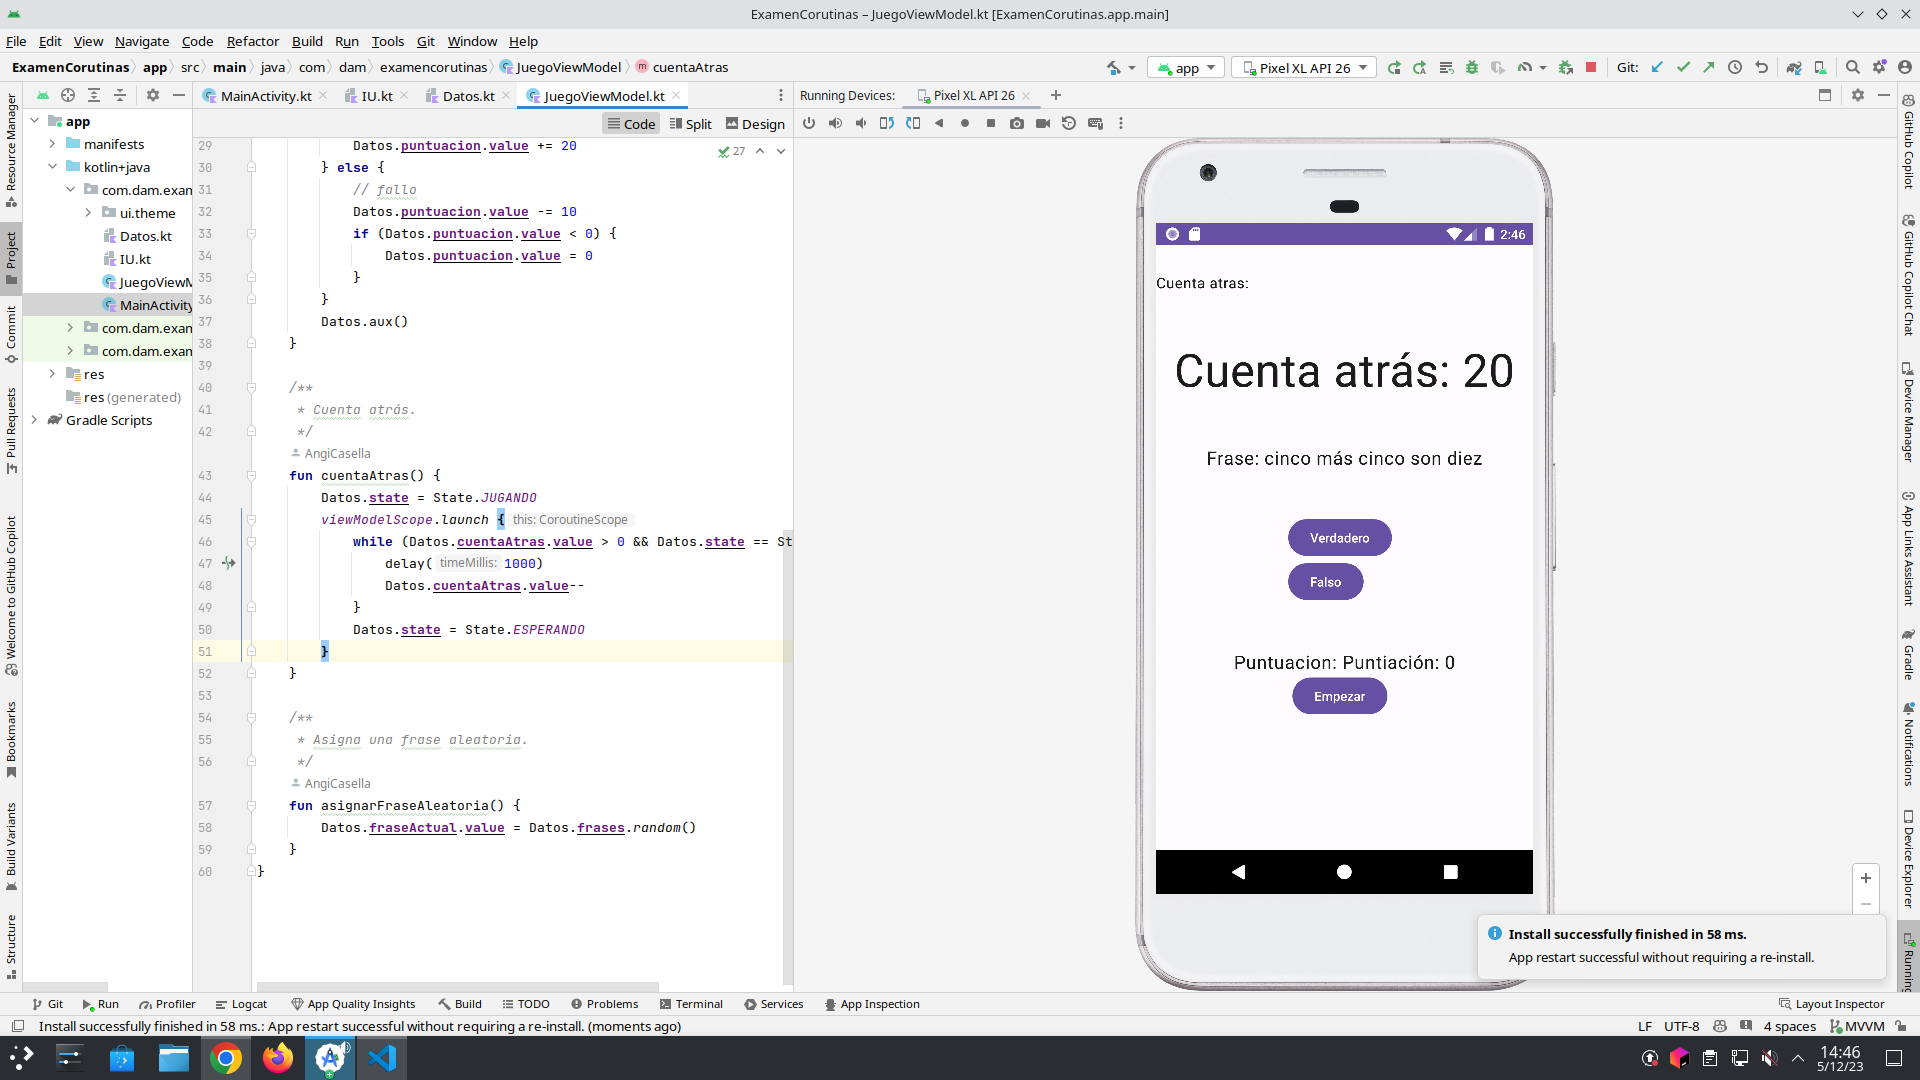 ExamenCorutinas – JuegoViewModel.kt [ExamenCorutinas.app.main]
File Edit View Navigate Code Refactor Build Run Tools Git Window Help
ExamenCorutinas app src main java com dam examencorutinas JuegoViewModel cuentaAtras
app Pixel XL API 26 Git:
MainActivity.kt IU.kt Datos.kt JuegoViewModel.kt
Running Devices: Pixel XL API 26
Code Split Design
27
Resource Manager
Project
Commit
Pull Requests
Welcome to GitHub Copilot
Bookmarks
Build Variants
Structure
app
manifests
kotlin+java
com.dam.exam
ui.theme
Datos.kt
IU.kt
JuegoViewM
MainActivity
com.dam.exam
com.dam.exam
res
res (generated)
Gradle Scripts
29 Datos.puntuacion.value += 20
30 } else {
31 // fallo
32 Datos.puntuacion.value -= 10
33 if (Datos.puntuacion.value < 0) {
34 Datos.puntuacion.value = 0
35 }
36 }
37 Datos.aux()
38 }
39
40 /**
41 * Cuenta atrás.
42 */
AngiCasella
43 fun cuentaAtras() {
44 Datos.state = State.JUGANDO
45 viewModelScope.launch { this: CoroutineScope
46 while (Datos.cuentaAtras.value > 0 && Datos.state == St
47 delay( timeMillis: 1000)
48 Datos.cuentaAtras.value--
49 }
50 Datos.state = State.ESPERANDO
51 }
52 }
53
54 /**
55 * Asigna una frase aleatoria.
56 */
AngiCasella
57 fun asignarFraseAleatoria() {
58 Datos.fraseActual.value = Datos.frases.random()
59 }
60 }
2:46
Cuenta atras:
Cuenta atrás: 20
Frase: cinco más cinco son diez
Verdadero
Falso
Puntuacion: Puntiación: 0
Empezar
+
−
Install successfully finished in 58 ms.
App restart successful without requiring a re-install.
GitHub Copilot
GitHub Copilot Chat
Device Manager
App Links Assistant
Gradle
Notifications
Device Explorer
Running
Git Run Profiler Logcat App Quality Insights Build TODO Problems Terminal Services App Inspection Layout Inspector
Install successfully finished in 58 ms.: App restart successful without requiring a re-install. (moments ago)
LF UTF-8 4 spaces MVVM
14:46
5/12/23